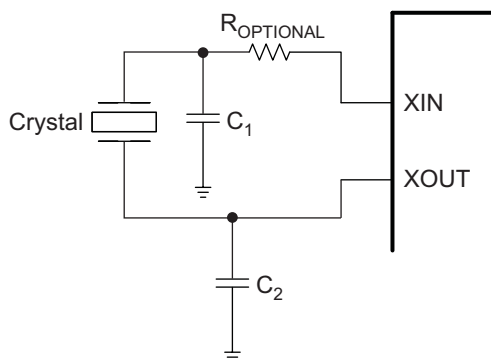 R_OPTIONAL
XIN
Crystal
C_1
XOUT
C_2